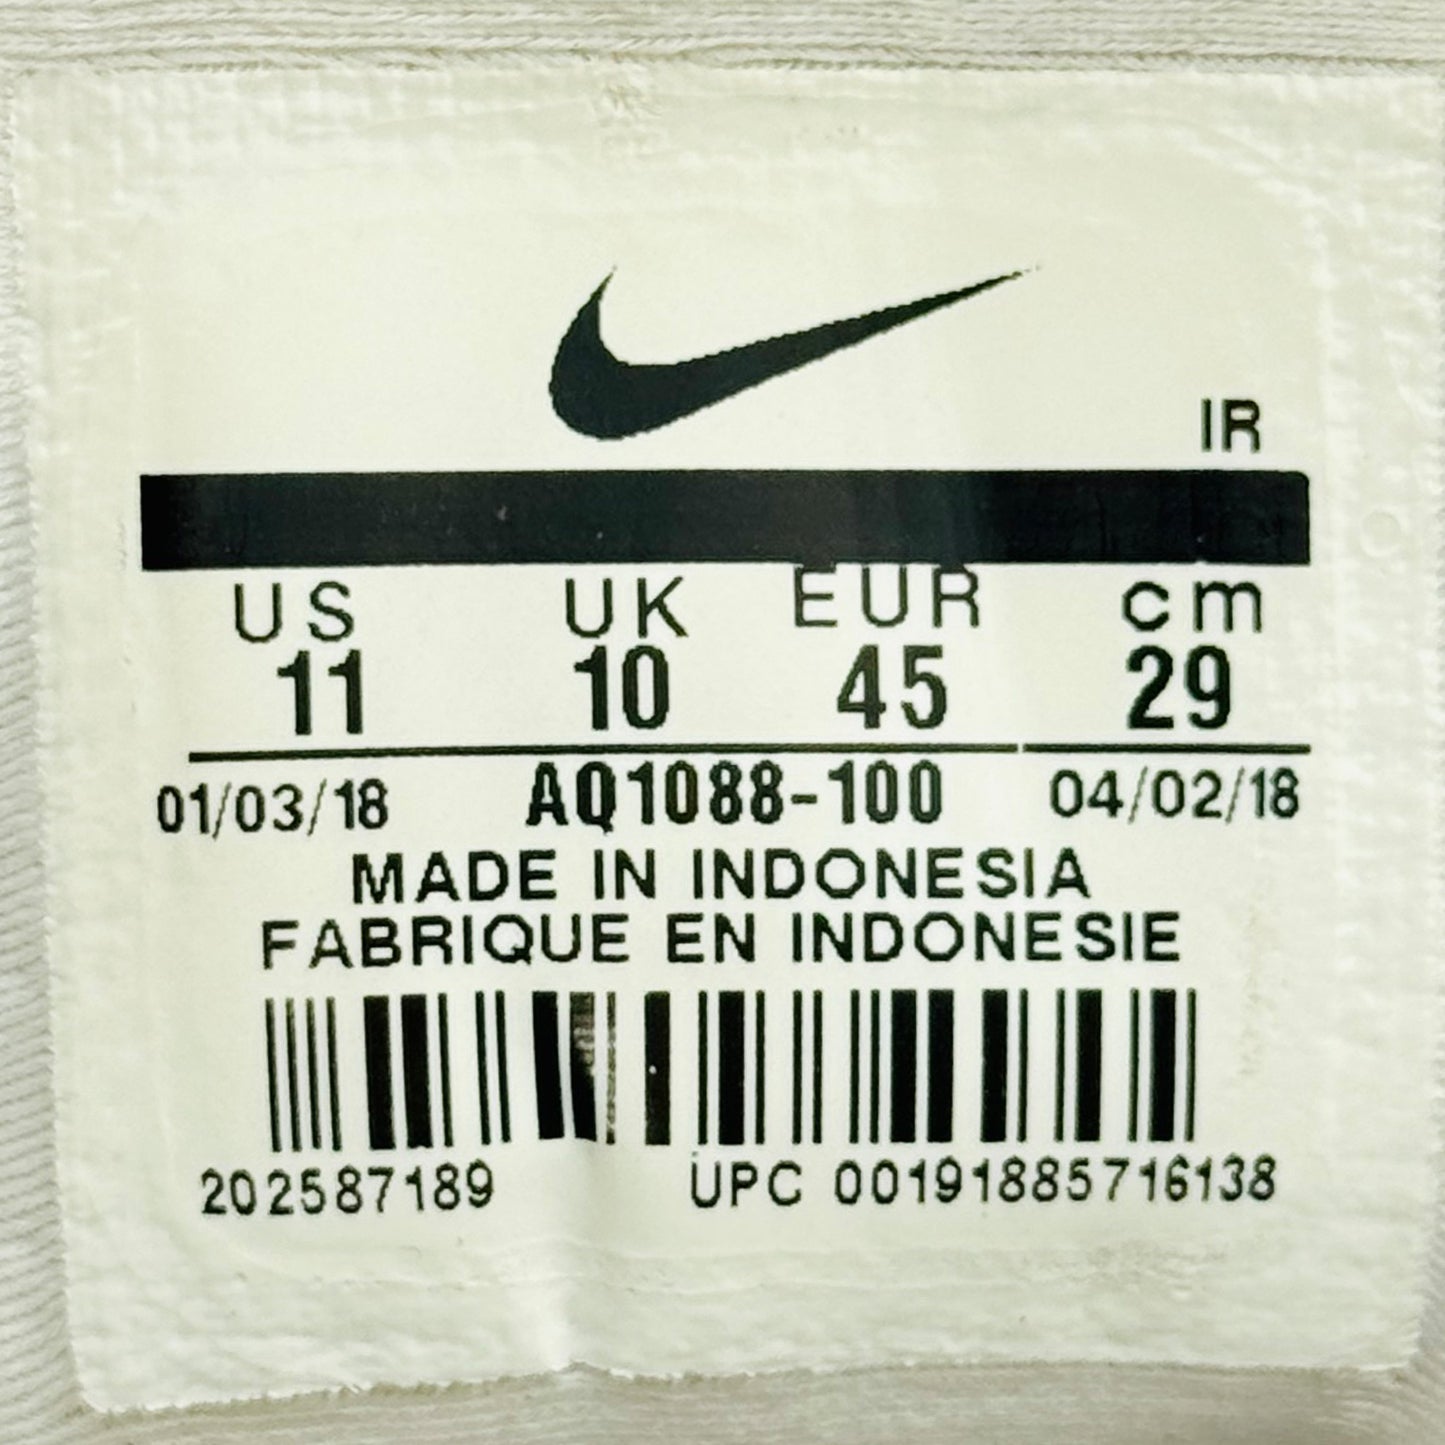 IR
US UK EUR cm
11 10 45 29
01/03/18 AQ1088-100 04/02/18
MADE IN INDONESIA
FABRIQUE EN INDONESIE
202587189 UPC 00191885716138